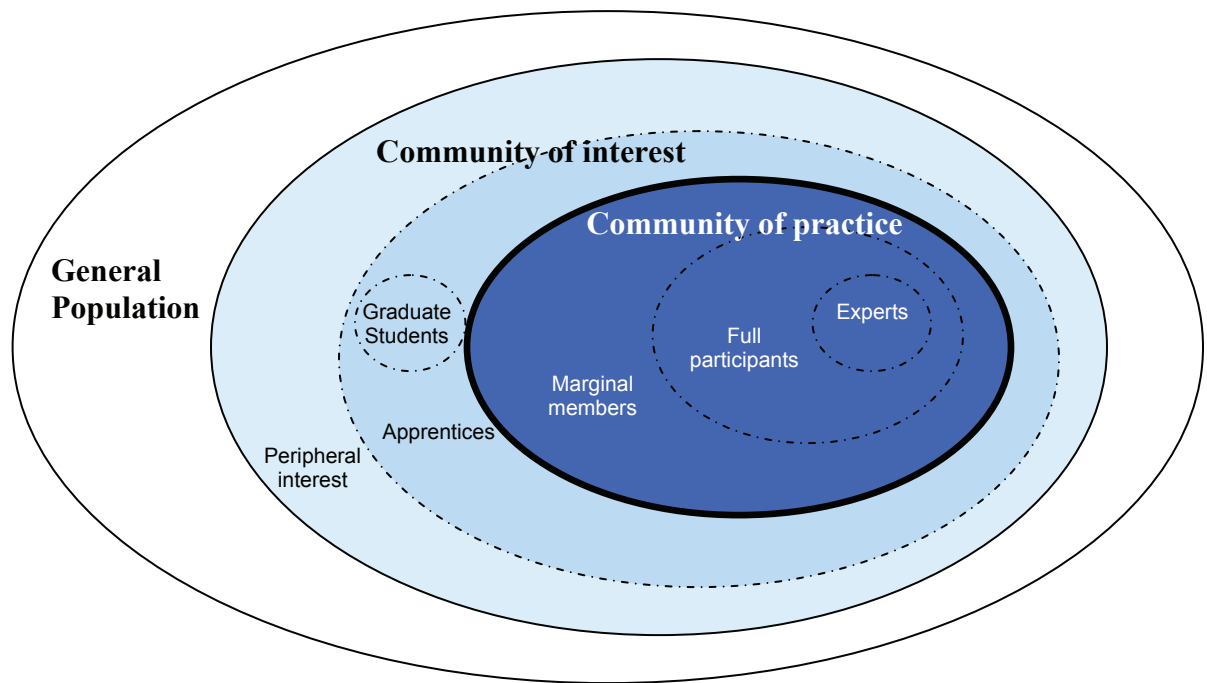 Community of interest
Community of practice
General
Population
Graduate
Students
Experts
Full
participants
Marginal
members
Apprentices
Peripheral
interest